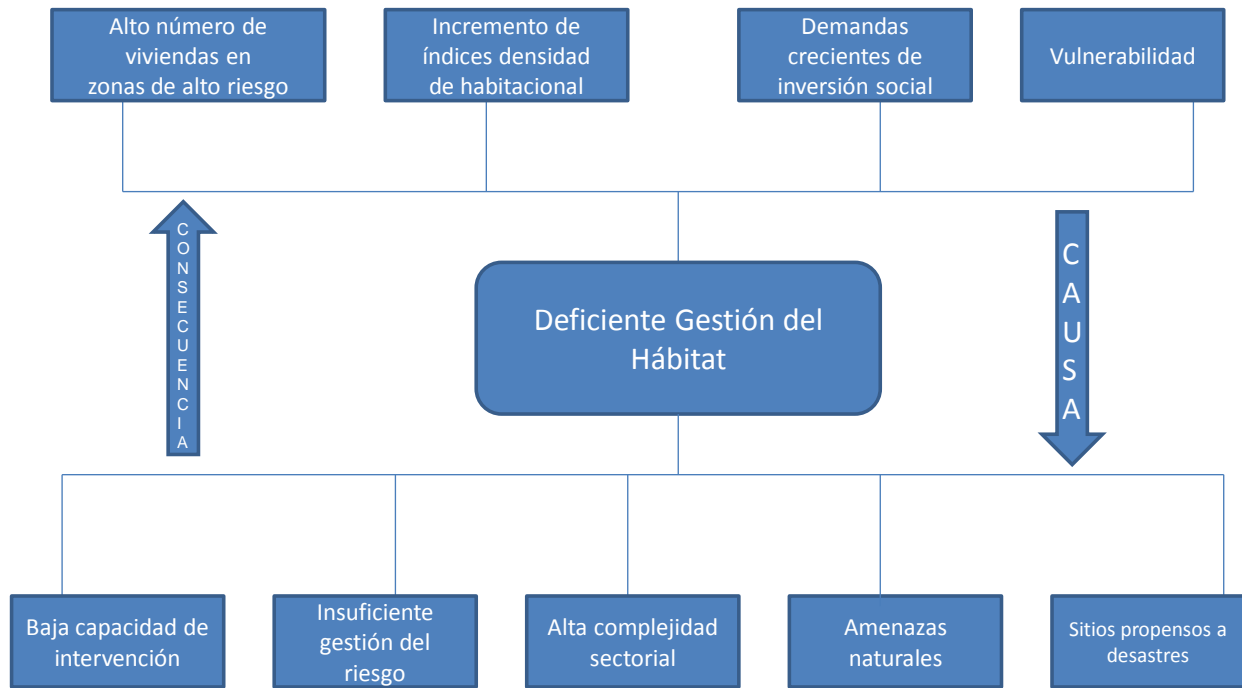 Alto número de
viviendas en
zonas de alto riesgo
Incremento de
índices densidad
de habitacional
Demandas
crecientes de
inversión social
Vulnerabilidad
CONSECUENCIA
Deficiente Gestión del
Hábitat
CAUSA
Baja capacidad de
intervención
Insuficiente
gestión del
riesgo
Alta complejidad
sectorial
Amenazas
naturales
Sitios propensos a
desastres